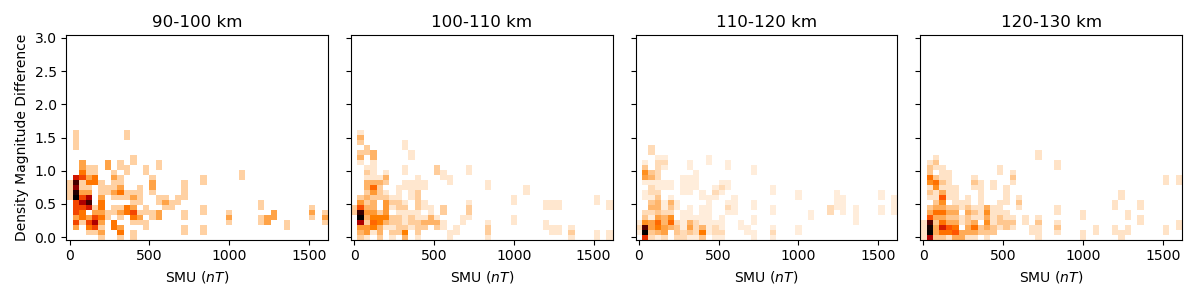 90-100 km
100-110 km
110-120 km
120-130 km
Density Magnitude Difference
3.0
2.5
2.0
1.5
1.0
0.5
0.0
0 500 1000 1500
0 500 1000 1500
0 500 1000 1500
0 500 1000 1500
SMU (nT)
SMU (nT)
SMU (nT)
SMU (nT)